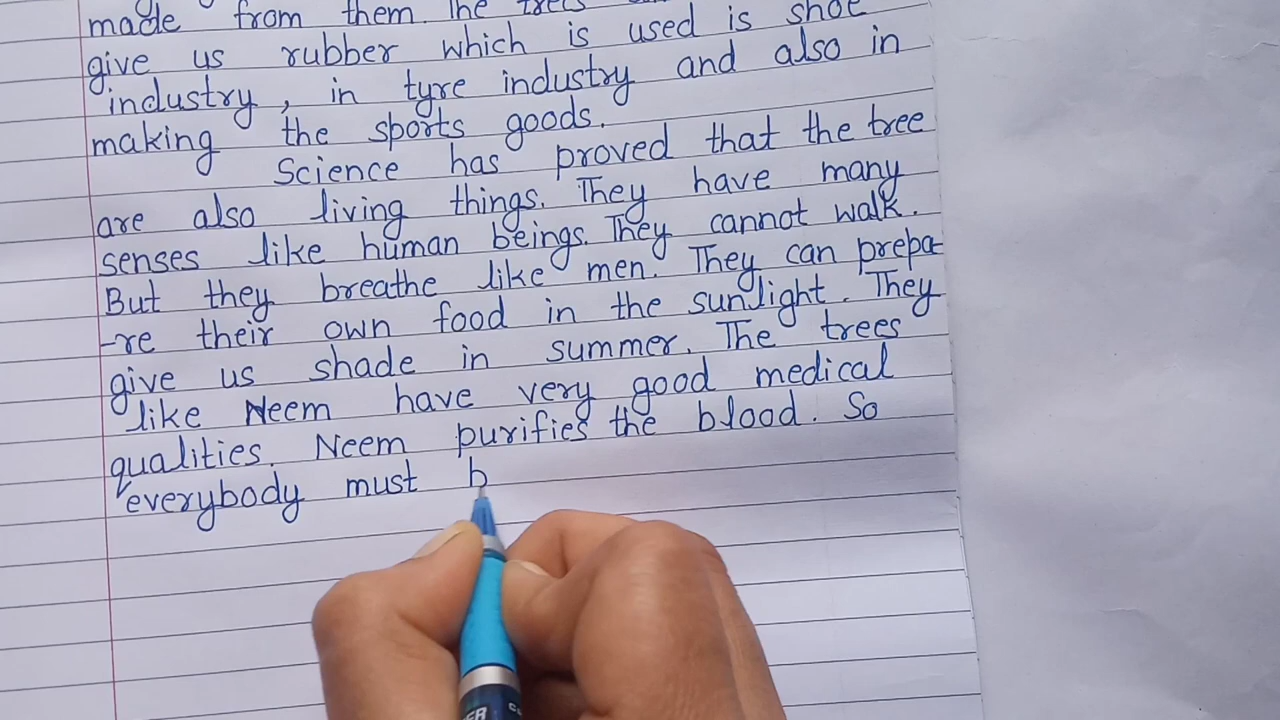 made from them. The trees
give us rubber which is used is shoe
industry, in tyre industry and also in
making the sports goods.
Science has proved that the tree
are also living things. They have many
senses like human beings. They cannot walk.
But they breathe like men. They can prepa
-re their own food in the sunlight. They
give us shade in summer. The trees
like Neem have very good medical
qualities. Neem purifies the blood. So
everybody must b